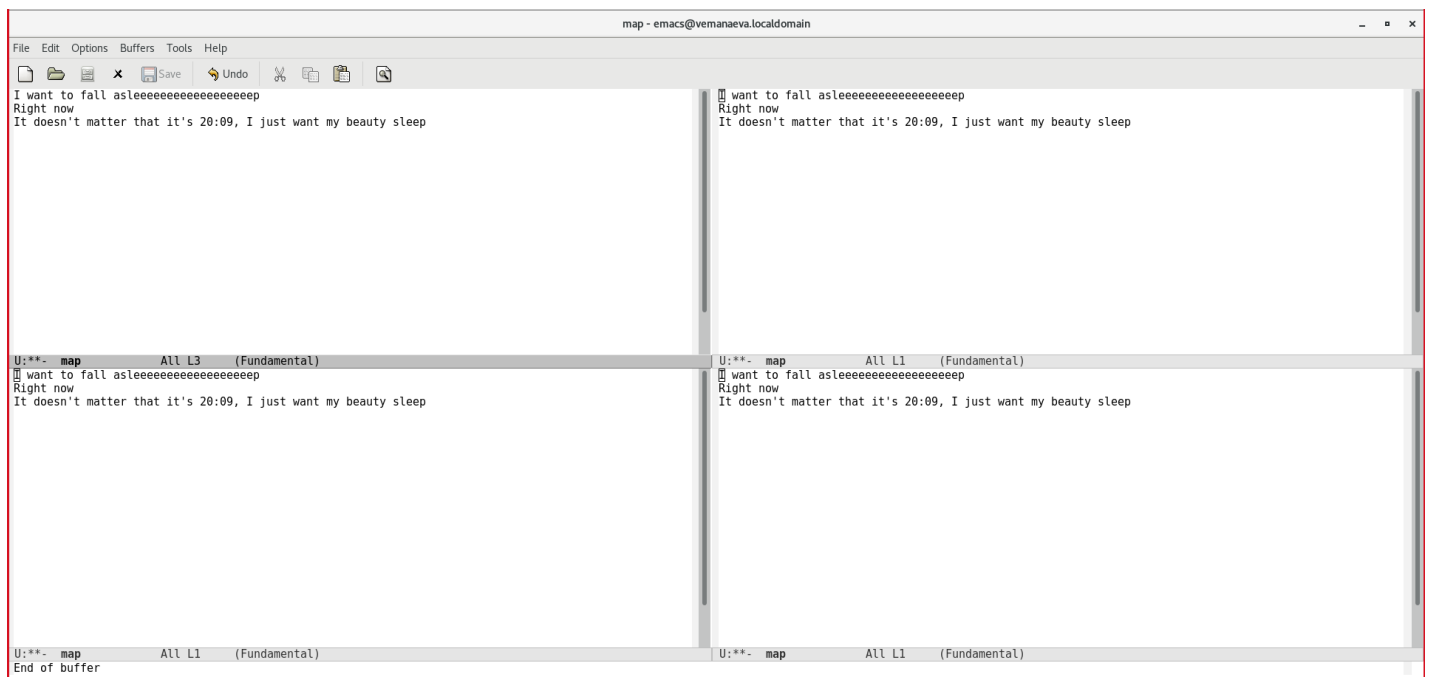 map - emacs@vemanaeva.localdomain
File Edit Options Buffers Tools Help
Save Undo
I want to fall asleeeeeeeeeeeeeeeeeeep
Right now
It doesn't matter that it's 20:09, I just want my beauty sleep
U:**- map All L3 (Fundamental)
I want to fall asleeeeeeeeeeeeeeeeeeep
Right now
It doesn't matter that it's 20:09, I just want my beauty sleep
U:**- map All L1 (Fundamental)
I want to fall asleeeeeeeeeeeeeeeeeeep
Right now
It doesn't matter that it's 20:09, I just want my beauty sleep
U:**- map All L1 (Fundamental)
I want to fall asleeeeeeeeeeeeeeeeeeep
Right now
It doesn't matter that it's 20:09, I just want my beauty sleep
U:**- map All L1 (Fundamental)
End of buffer